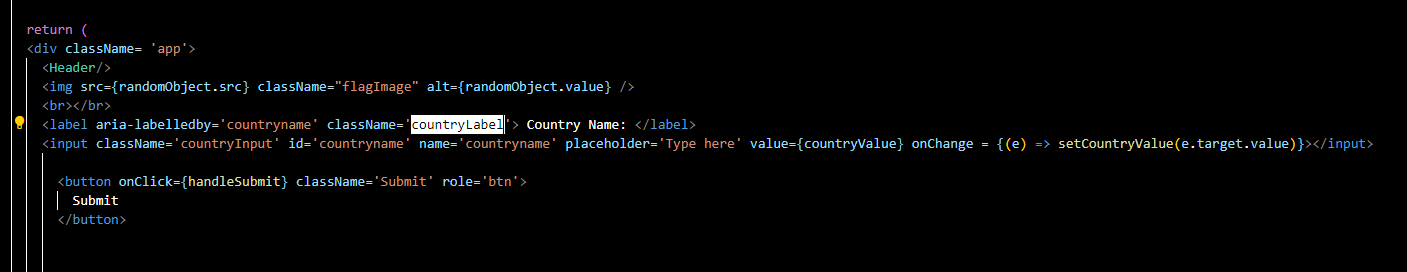 return (
<div className= 'app'>
<Header/>
<img src={randomObject.src} className="flagImage" alt={randomObject.value} />
<br></br>
<label aria-labelledby='countryname' className='countryLabel'> Country Name: </label>
<input className='countryInput' id='countryname' name='countryname' placeholder='Type here' value={countryValue} onChange = {(e) => setCountryValue(e.target.value)}></input>
<button onClick={handleSubmit} className='Submit' role='btn'>
Submit
</button>